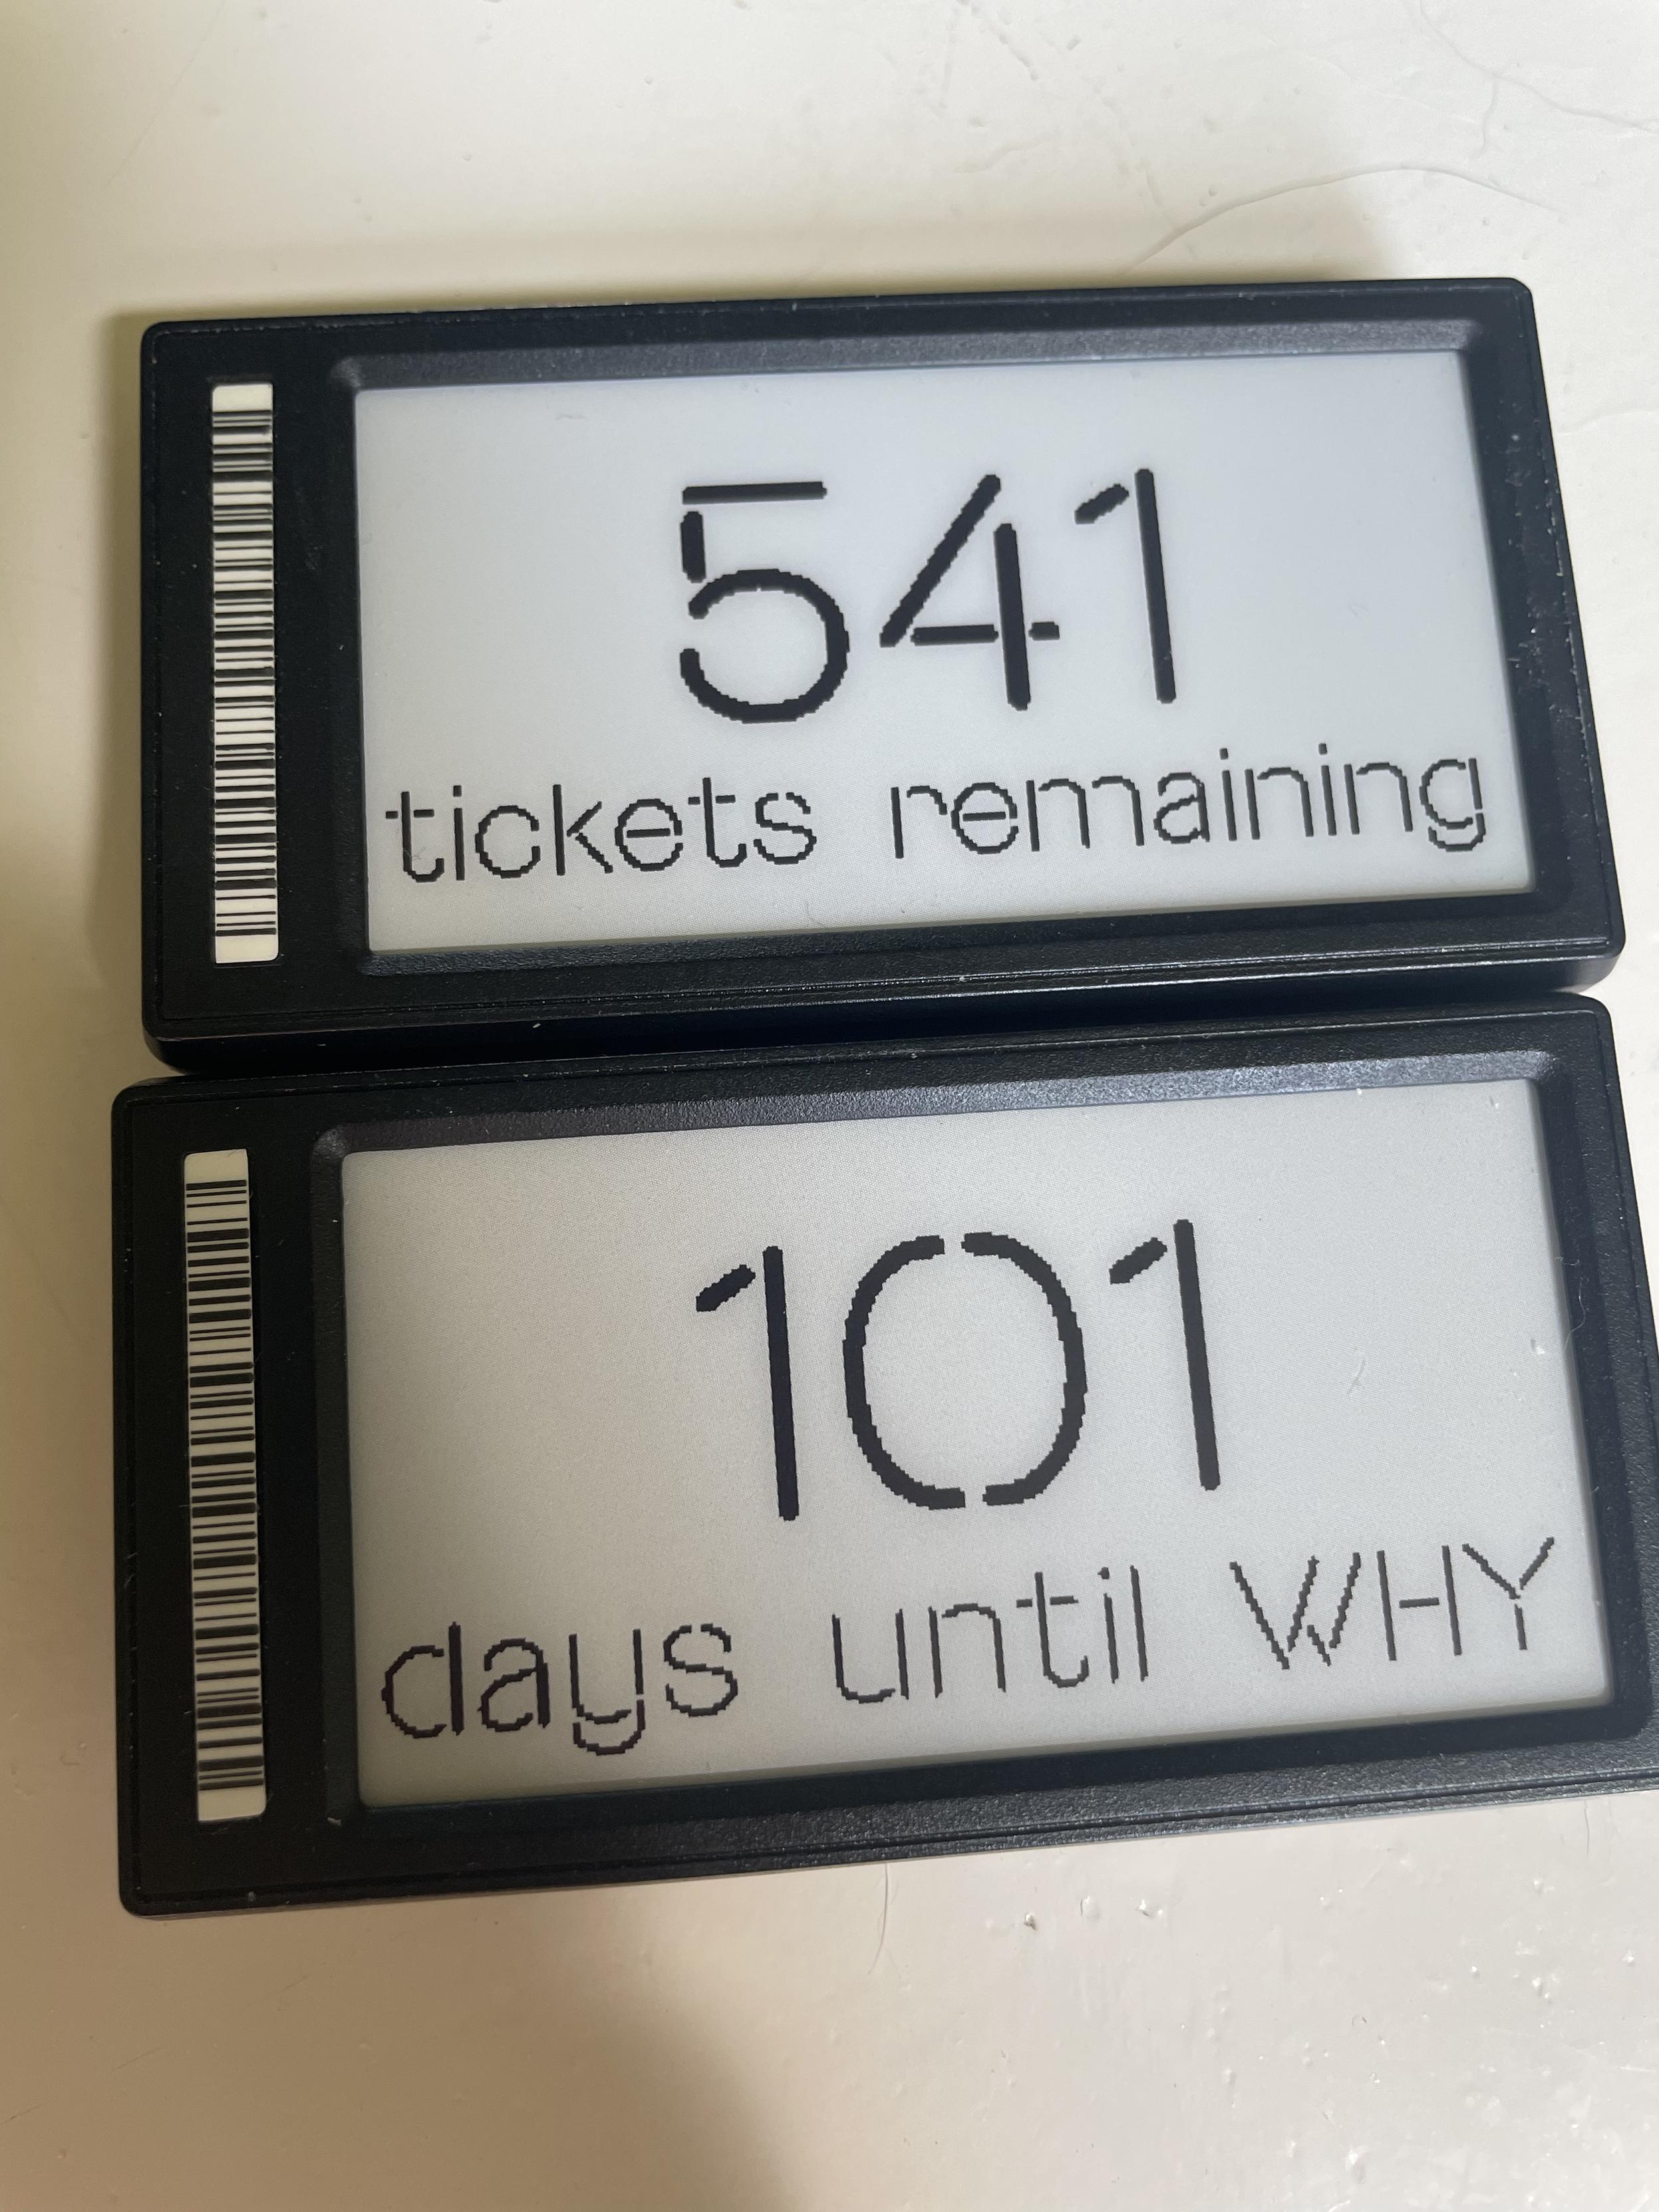 541
tickets remaining
101
days until WHY